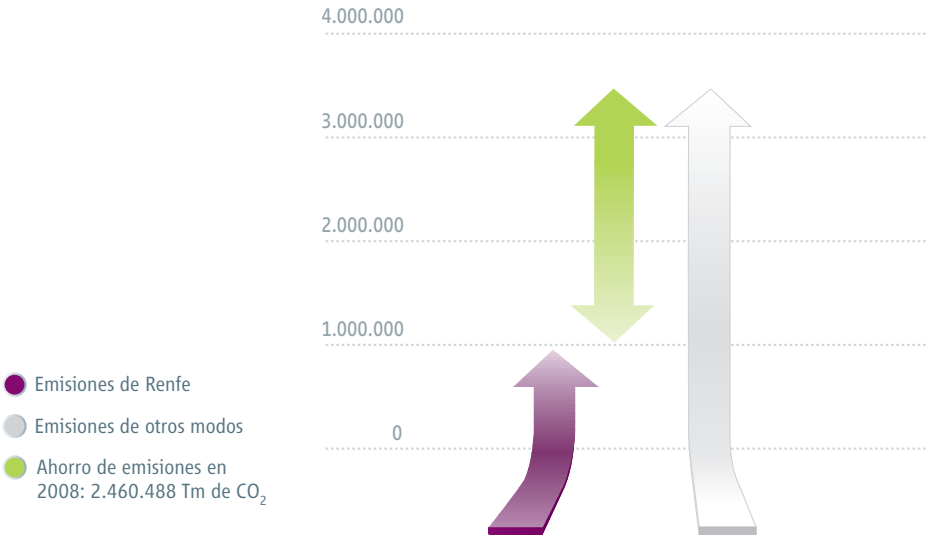 4.000.000
3.000.000
2.000.000
1.000.000
0
Emisiones de Renfe
Emisiones de otros modos
Ahorro de emisiones en
2008: 2.460.488 Tm de CO₂